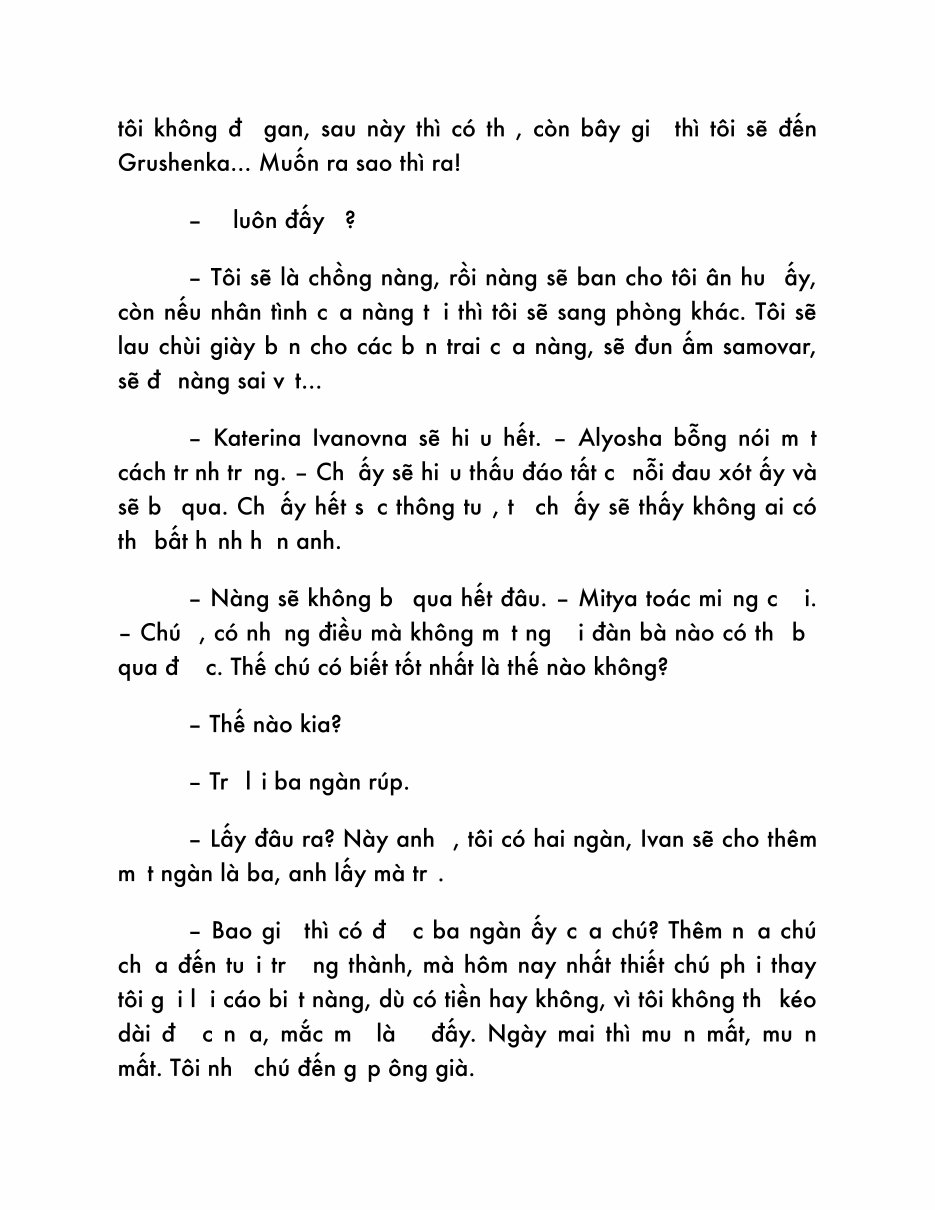 tôi không đ gan, sau này thì có th , còn bây gi thì tôi sẽ đến
Grushenka... Muốn ra sao thì ra!
– luôn đấy ?
– Tôi sẽ là chồng nàng, rồi nàng sẽ ban cho tôi ân hu ấy,
còn nếu nhân tình c a nàng t i thì tôi sẽ sang phòng khác. Tôi sẽ
lau chùi giày b n cho các b n trai c a nàng, sẽ đun ấm samovar,
sẽ đ nàng sai v t...
– Katerina Ivanovna sẽ hi u hết. – Alyosha bỗng nói m t
cách tr nh tr ng. – Ch ấy sẽ hi u thấu đáo tất c nỗi đau xót ấy và
sẽ b qua. Ch ấy hết s c thông tu , t ch ấy sẽ thấy không ai có
th bất h nh h n anh.
– Nàng sẽ không b qua hết đâu. – Mitya toác mi ng c i.
– Chú , có nh ng điều mà không m t ng i đàn bà nào có th b
qua đ c. Thế chú có biết tốt nhất là thế nào không?
– Thế nào kia?
– Tr l i ba ngàn rúp.
– Lấy đâu ra? Này anh , tôi có hai ngàn, Ivan sẽ cho thêm
m t ngàn là ba, anh lấy mà tr .
– Bao gi thì có đ c ba ngàn ấy c a chú? Thêm n a chú
ch a đến tu i tr ng thành, mà hôm nay nhất thiết chú ph i thay
tôi g i l i cáo bi t nàng, dù có tiền hay không, vì tôi không th kéo
dài đ c n a, mắc m là đấy. Ngày mai thì mu n mất, mu n
mất. Tôi nh chú đến g p ông già.